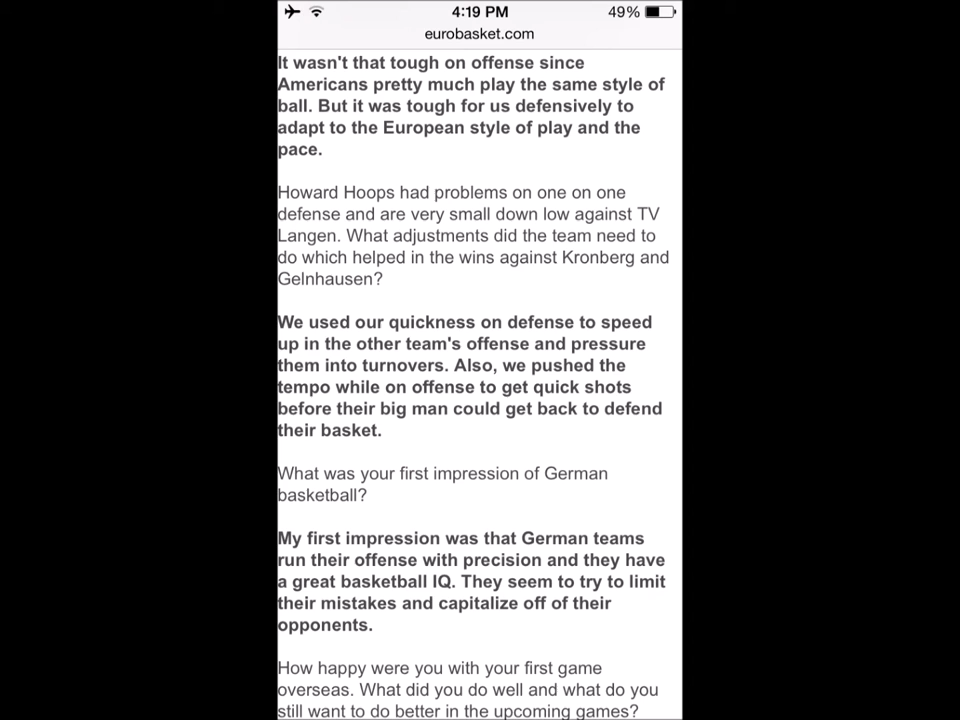 4:19 PM
49%
eurobasket.com
It wasn't that tough on offense since
Americans pretty much play the same style of
ball. But it was tough for us defensively to
adapt to the European style of play and the
pace.
Howard Hoops had problems on one on one
defense and are very small down low against TV
Langen. What adjustments did the team need to
do which helped in the wins against Kronberg and
Gelnhausen?
We used our quickness on defense to speed
up in the other team's offense and pressure
them into turnovers. Also, we pushed the
tempo while on offense to get quick shots
before their big man could get back to defend
their basket.
What was your first impression of German
basketball?
My first impression was that German teams
run their offense with precision and they have
a great basketball IQ. They seem to try to limit
their mistakes and capitalize off of their
opponents.
How happy were you with your first game
overseas. What did you do well and what do you
still want to do better in the upcoming games?